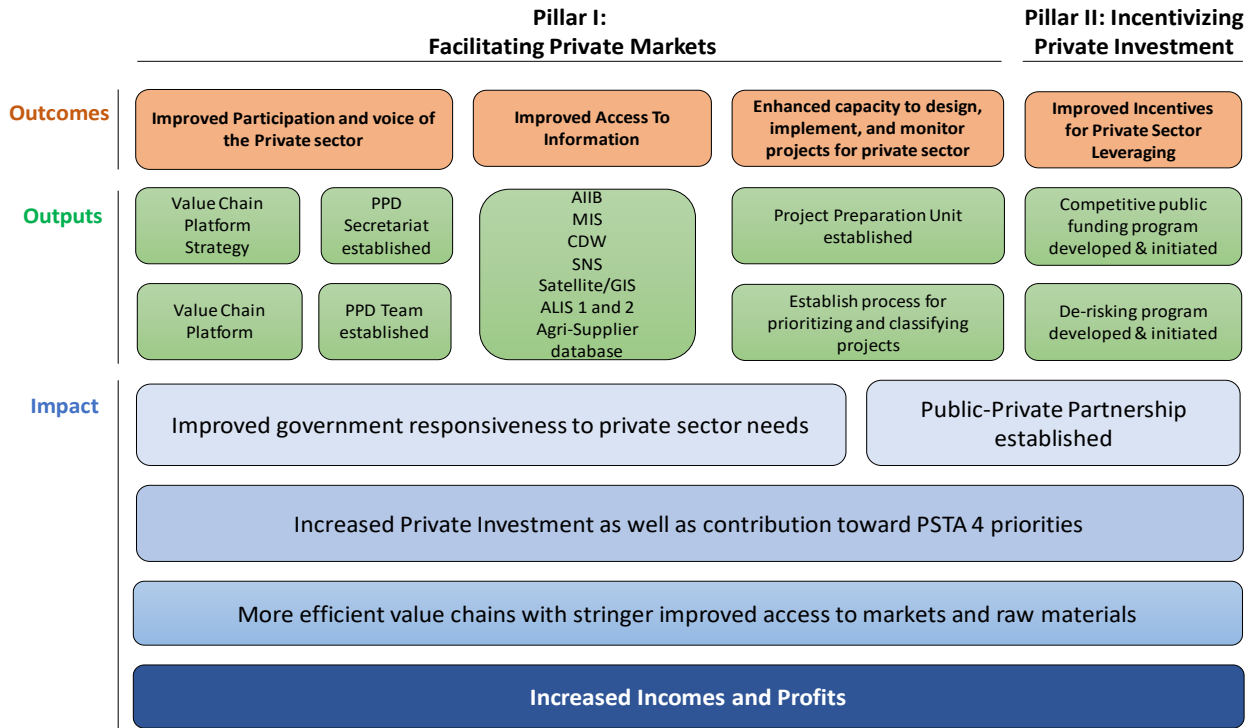 Pillar I:
Facilitating Private Markets
Pillar II: Incentivizing
Private Investment
Outcomes
Improved Participation and voice of
the Private sector
Improved Access To
Information
Enhanced capacity to design,
implement, and monitor
projects for private sector
Improved Incentives
for Private Sector
Leveraging
Outputs
Value Chain
Platform
Strategy
PPD
Secretariat
established
AIIB
MIS
CDW
SNS
Satellite/GIS
ALIS 1 and 2
Agri-Supplier
database
Project Preparation Unit
established
Competitive public
funding program
developed & initiated
Value Chain
Platform
PPD Team
established
Establish process for
prioritizing and classifying
projects
De-risking program
developed & initiated
Impact
Improved government responsiveness to private sector needs
Public-Private Partnership
established
Increased Private Investment as well as contribution toward PSTA 4 priorities
More efficient value chains with stringer improved access to markets and raw materials
Increased Incomes and Profits